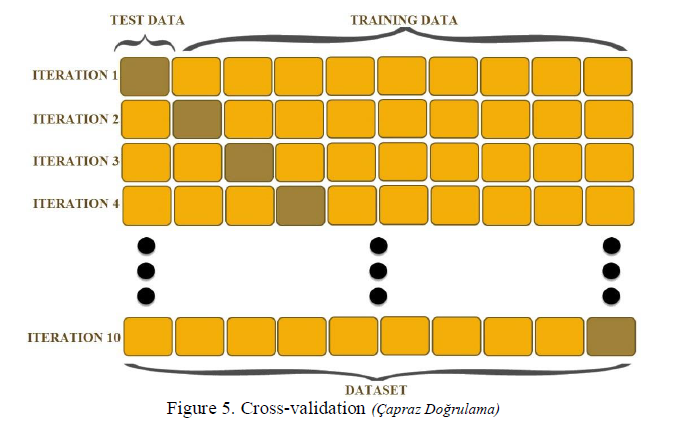 TEST DATA
TRAINING DATA
ITERATION 1
ITERATION 2
ITERATION 3
ITERATION 4
ITERATION 10
DATASET
Figure 5. Cross-validation (Çapraz Doğrulama)